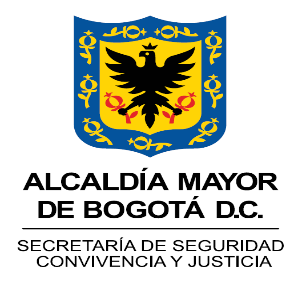 ALCALDÍA MAYOR
DE BOGOTÁ D.C.
SECRETARÍA DE SEGURIDAD
CONVIVENCIA Y JUSTICIA